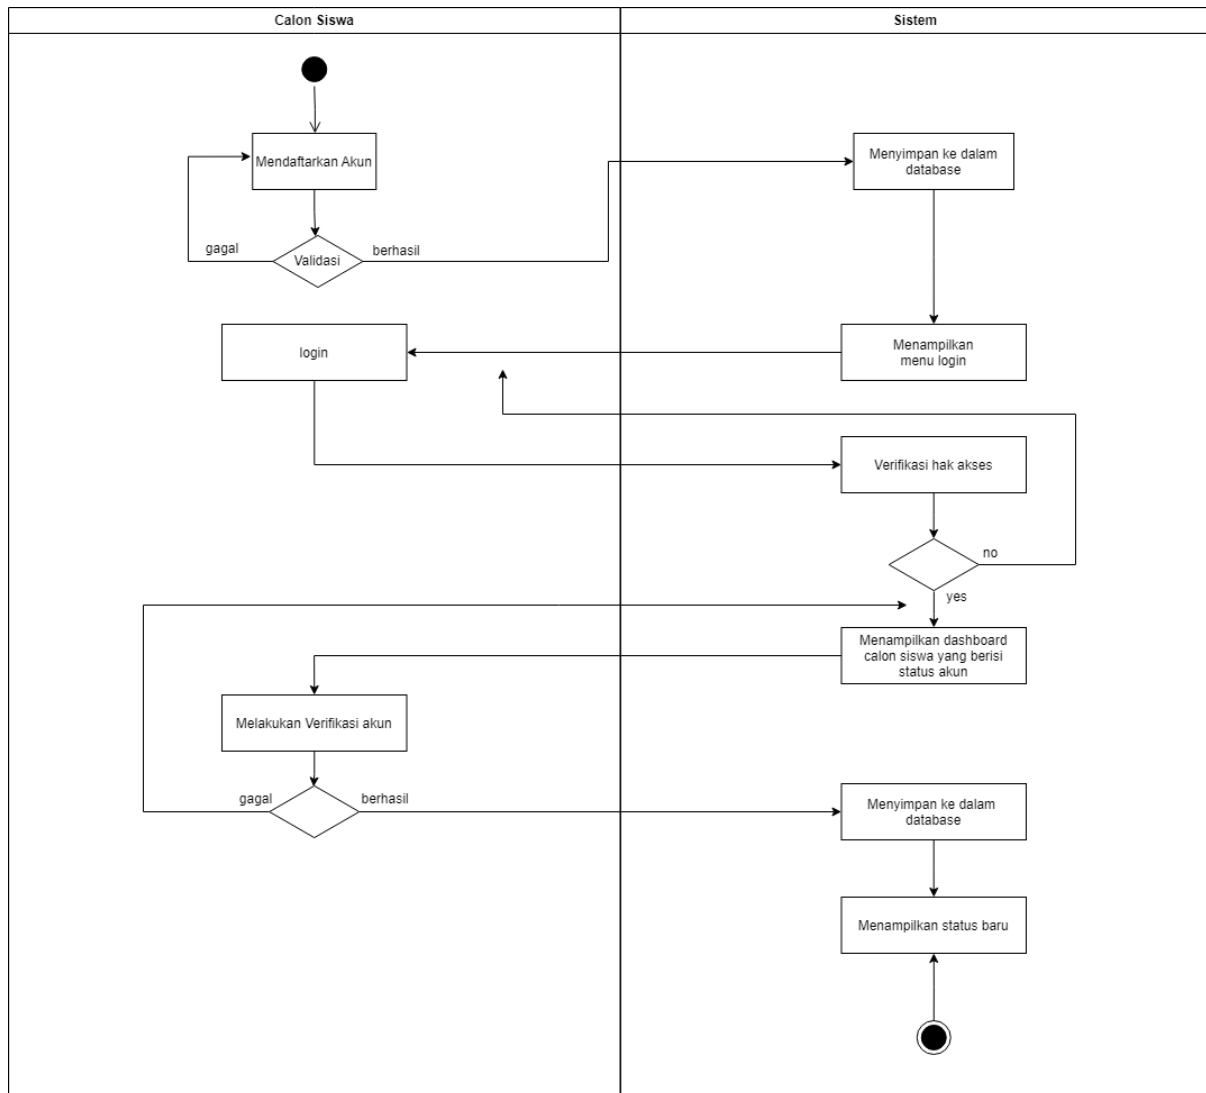 Calon Siswa
Sistem
Mendaftarkan Akun
Menyimpan ke dalam
database
gagal
berhasil
Validasi
login
Menampilkan
menu login
Verifikasi hak akses
no
yes
Menampilkan dashboard
calon siswa yang berisi
status akun
Melakukan Verifikasi akun
gagal
berhasil
Menyimpan ke dalam
database
Menampilkan status baru